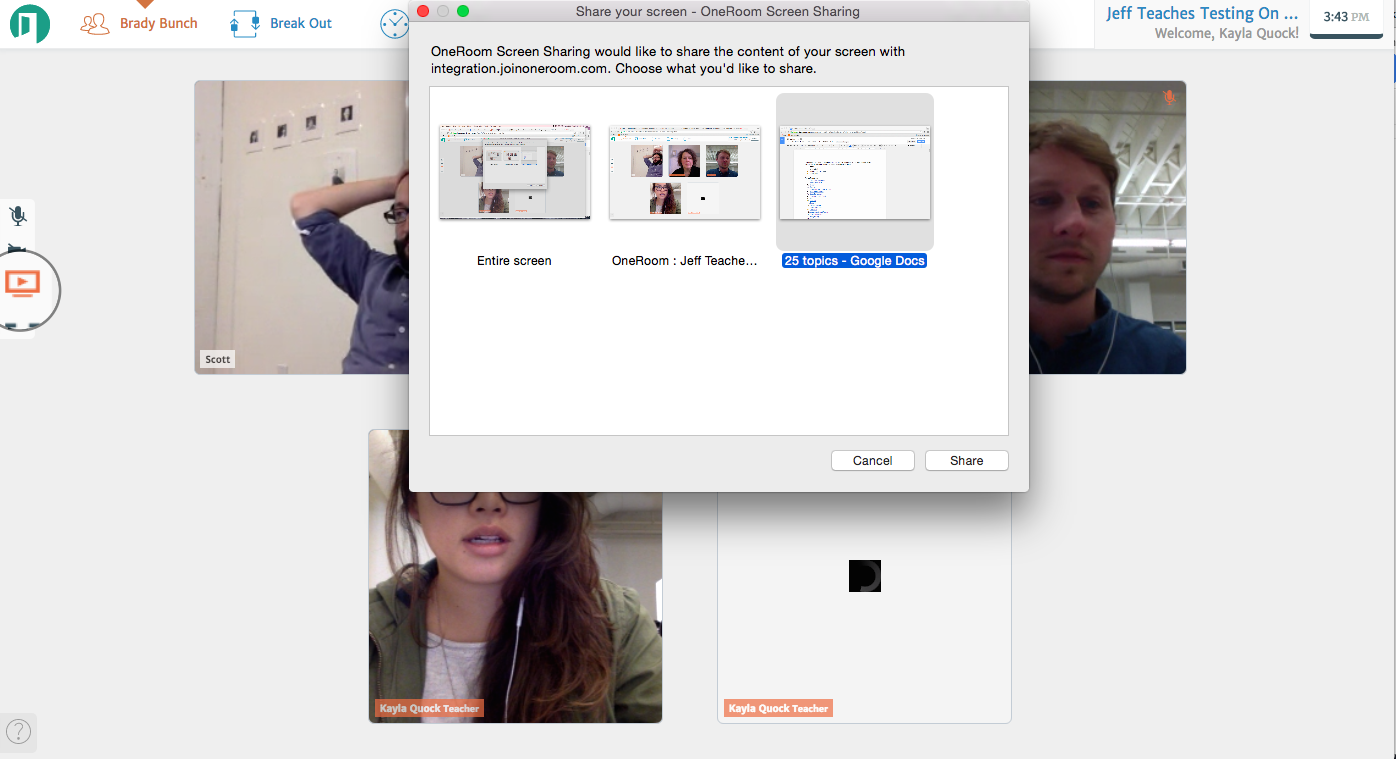 Brady Bunch
Break Out
Share your screen - OneRoom Screen Sharing
Jeff Teaches Testing On ...
Welcome, Kayla Quock!
3:43 PM
OneRoom Screen Sharing would like to share the content of your screen with
integration.joinoneroom.com. Choose what you'd like to share.
Entire screen
OneRoom : Jeff Teache...
25 topics - Google Docs
Scott
Cancel
Share
Kayla Quock Teacher
Kayla Quock Teacher
?